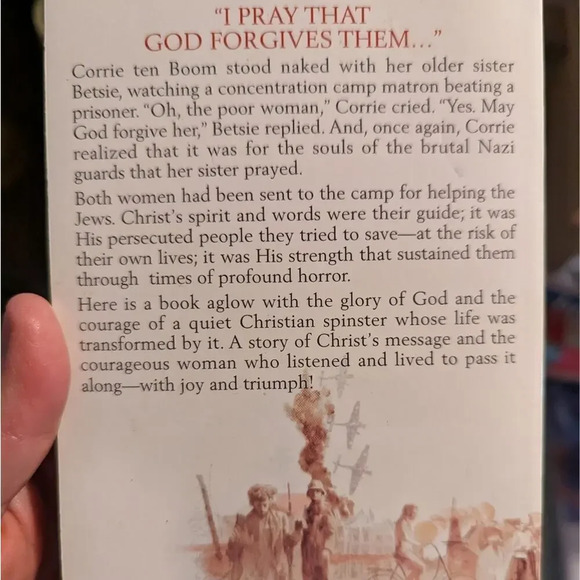 “I PRAY THAT
GOD FORGIVES THEM…”
Corrie ten Boom stood naked with her older sister
Betsie, watching a concentration camp matron beating a
prisoner. “Oh, the poor woman,” Corrie cried. “Yes. May
God forgive her,” Betsie replied. And, once again, Corrie
realized that it was for the souls of the brutal Nazi
guards that her sister prayed.
Both women had been sent to the camp for helping the
Jews. Christ’s spirit and words were their guide; it was
His persecuted people they tried to save—at the risk of
their own lives; it was His strength that sustained them
through times of profound horror.
Here is a book aglow with the glory of God and the
courage of a quiet Christian spinster whose life was
transformed by it. A story of Christ’s message and the
courageous woman who listened and lived to pass it
along—with joy and triumph!